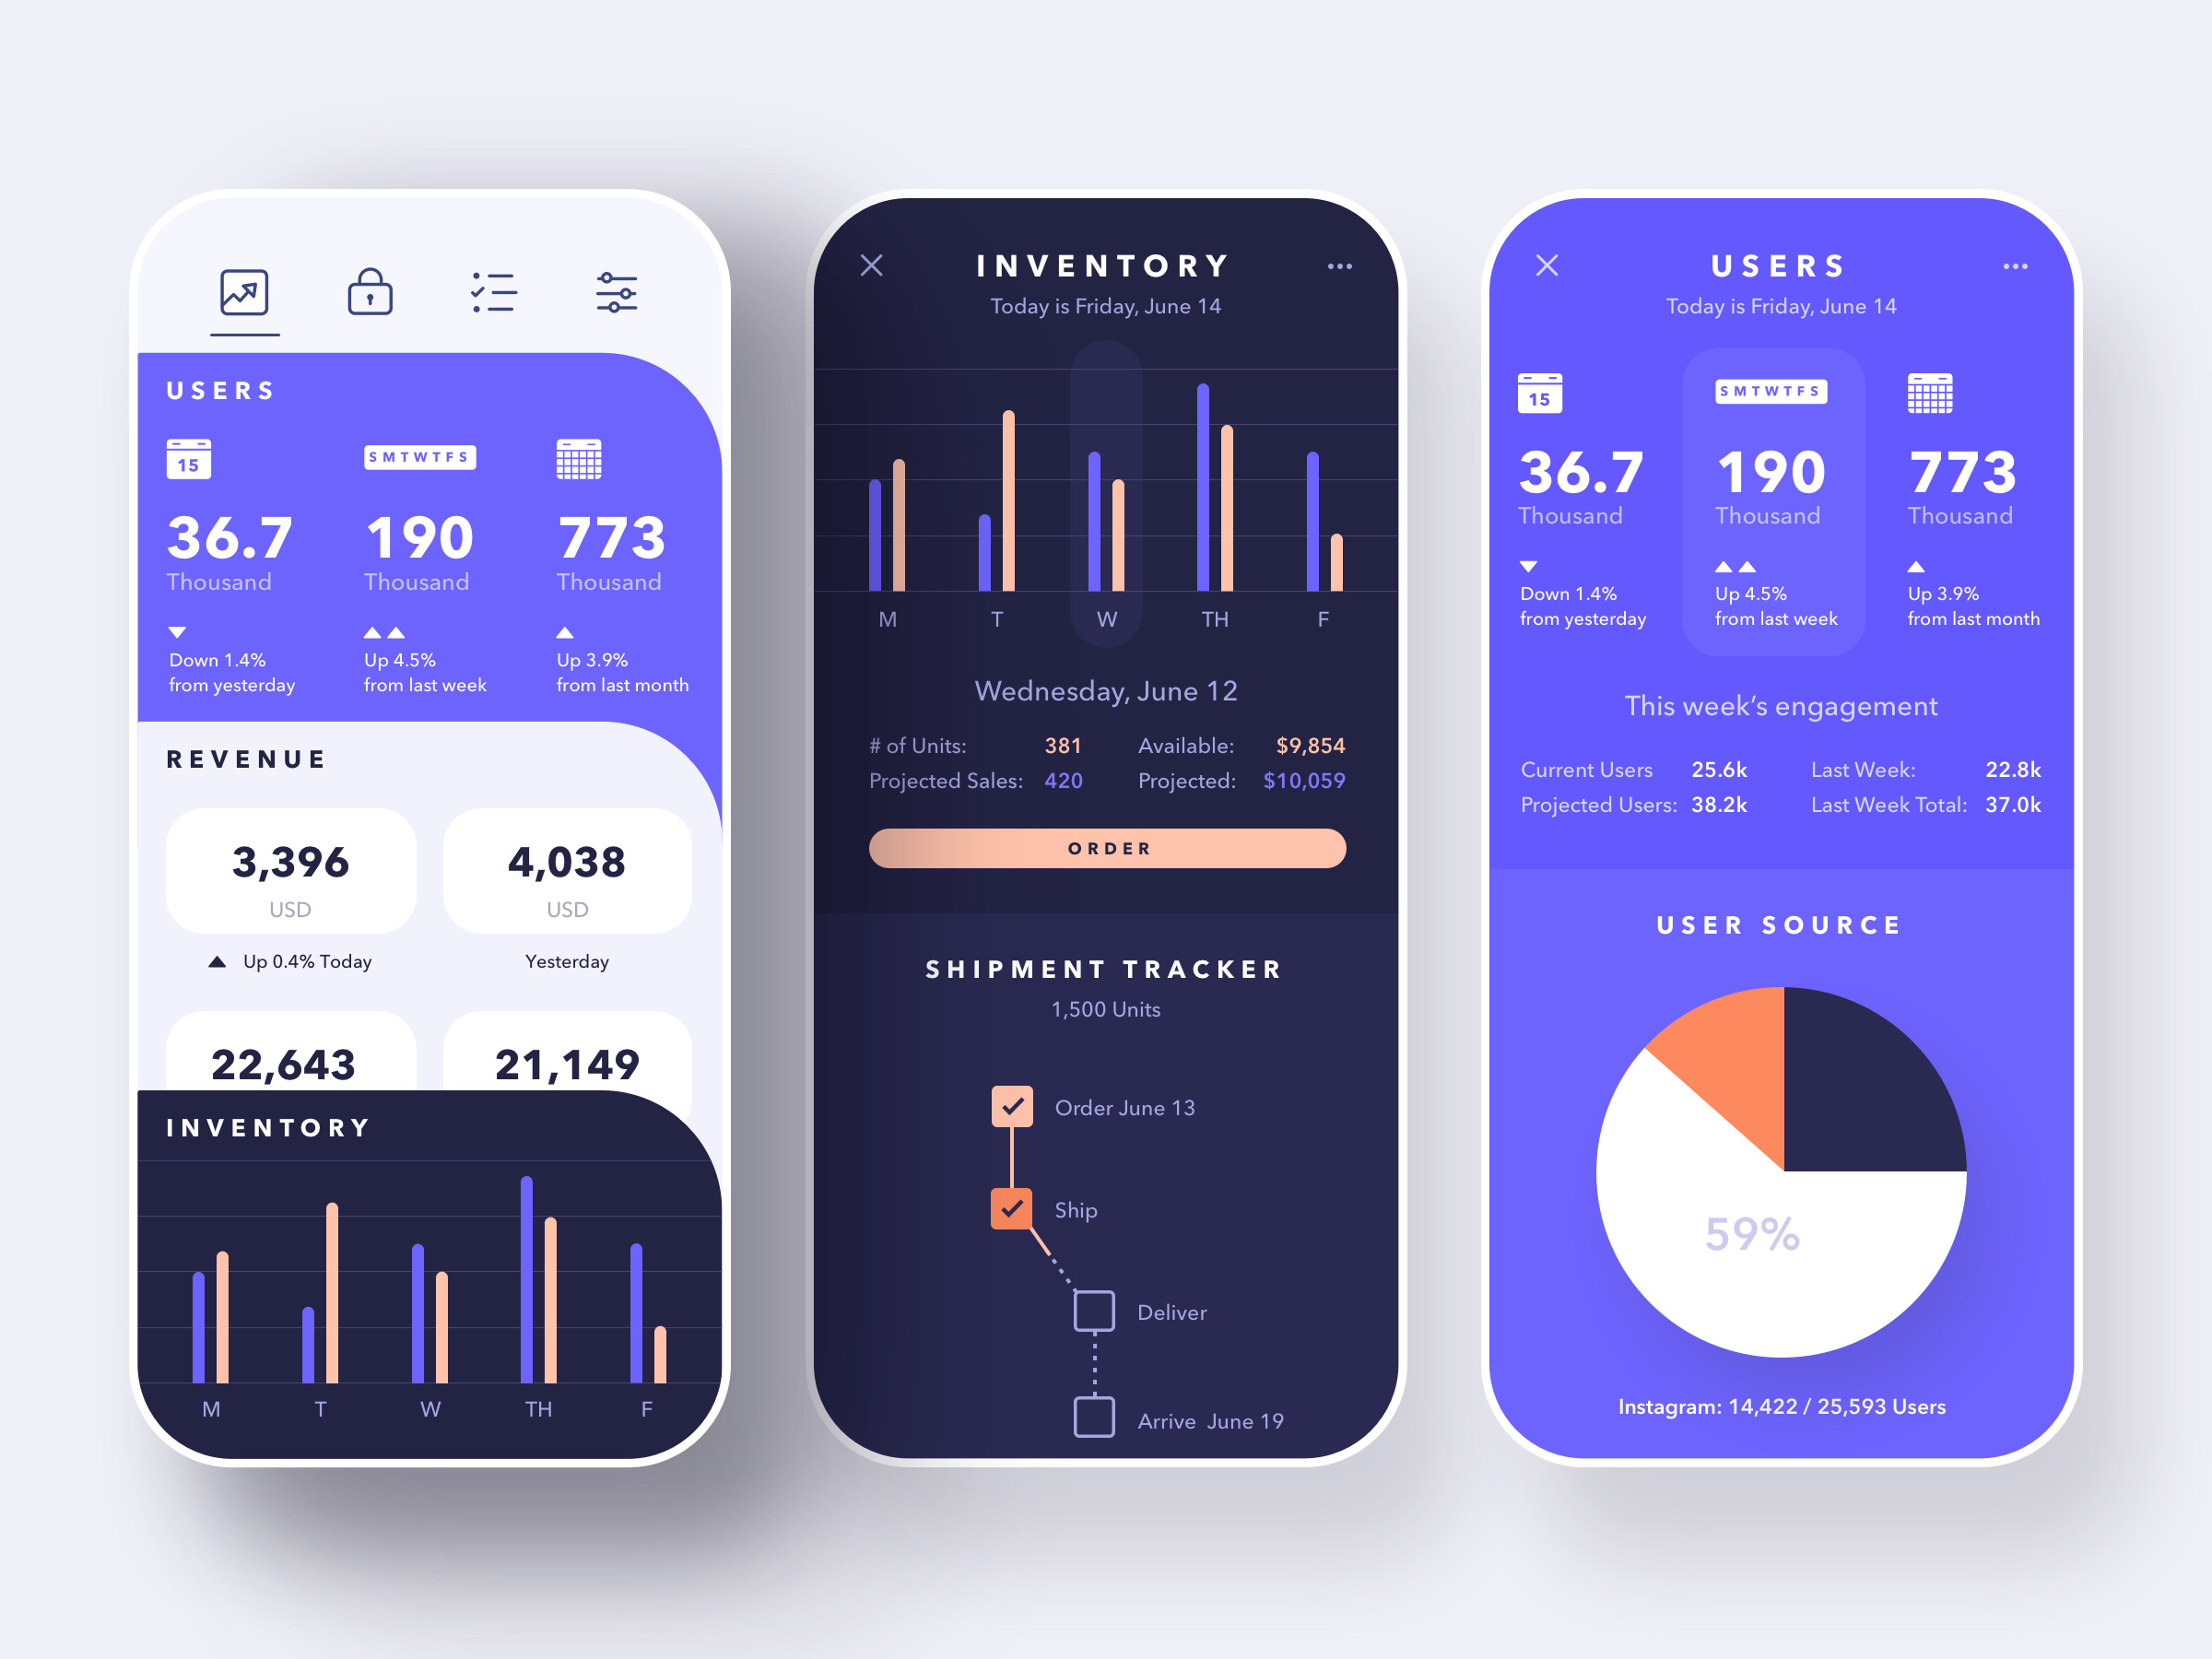 USERS
15
SMTWTFS
36.7
190
773
Thousand
Thousand
Thousand
Down 1.4%
from yesterday
Up 4.5%
from last week
Up 3.9%
from last month
REVENUE
3,396
USD
Up 0.4% Today
4,038
USD
Yesterday
22,643
21,149
INVENTORY
M
T
W
TH
F
INVENTORY
Today is Friday, June 14
M
T
W
TH
F
Wednesday, June 12
# of Units: 381
Available: $9,854
Projected Sales: 420
Projected: $10,059
ORDER
SHIPMENT TRACKER
1,500 Units
Order June 13
Ship
Deliver
Arrive June 19
USERS
Today is Friday, June 14
15
SMTWTFS
36.7
190
773
Thousand
Thousand
Thousand
Down 1.4%
from yesterday
Up 4.5%
from last week
Up 3.9%
from last month
This week’s engagement
Current Users 25.6k
Last Week: 22.8k
Projected Users: 38.2k
Last Week Total: 37.0k
USER SOURCE
59%
Instagram: 14,422 / 25,593 Users